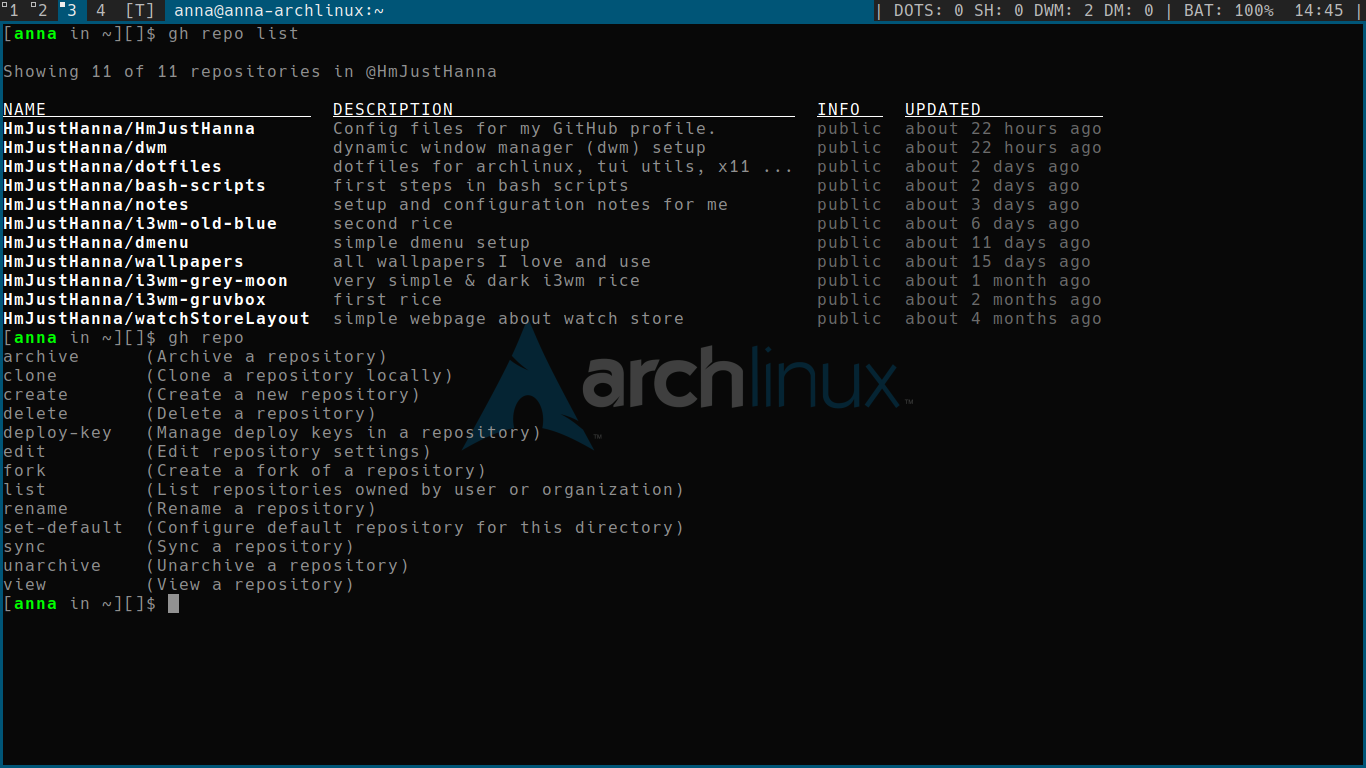 1 2 3 4 [T] anna@anna-archlinux:~ | DOTS: 0 SH: 0 DWM: 2 DM: 0 | BAT: 100% 14:45 |
[anna in ~][]$ gh repo list
Showing 11 of 11 repositories in @HmJustHanna
NAME DESCRIPTION INFO UPDATED
HmJustHanna/HmJustHanna Config files for my GitHub profile. public about 22 hours ago
HmJustHanna/dwm dynamic window manager (dwm) setup public about 22 hours ago
HmJustHanna/dotfiles dotfiles for archlinux, tui utils, x11 ... public about 2 days ago
HmJustHanna/bash-scripts first steps in bash scripts public about 2 days ago
HmJustHanna/notes setup and configuration notes for me public about 3 days ago
HmJustHanna/i3wm-old-blue second rice public about 6 days ago
HmJustHanna/dmenu simple dmenu setup public about 11 days ago
HmJustHanna/wallpapers all wallpapers I love and use public about 15 days ago
HmJustHanna/i3wm-grey-moon very simple & dark i3wm rice public about 1 month ago
HmJustHanna/i3wm-gruvbox first rice public about 2 months ago
HmJustHanna/watchStoreLayout simple webpage about watch store public about 4 months ago
[anna in ~][]$ gh repo
archive (Archive a repository)
clone (Clone a repository locally)
create (Create a new repository)
delete (Delete a repository)
deploy-key (Manage deploy keys in a repository)
edit (Edit repository settings)
fork (Create a fork of a repository)
list (List repositories owned by user or organization)
rename (Rename a repository)
set-default (Configure default repository for this directory)
sync (Sync a repository)
unarchive (Unarchive a repository)
view (View a repository)
[anna in ~][]$
archlinux™
™